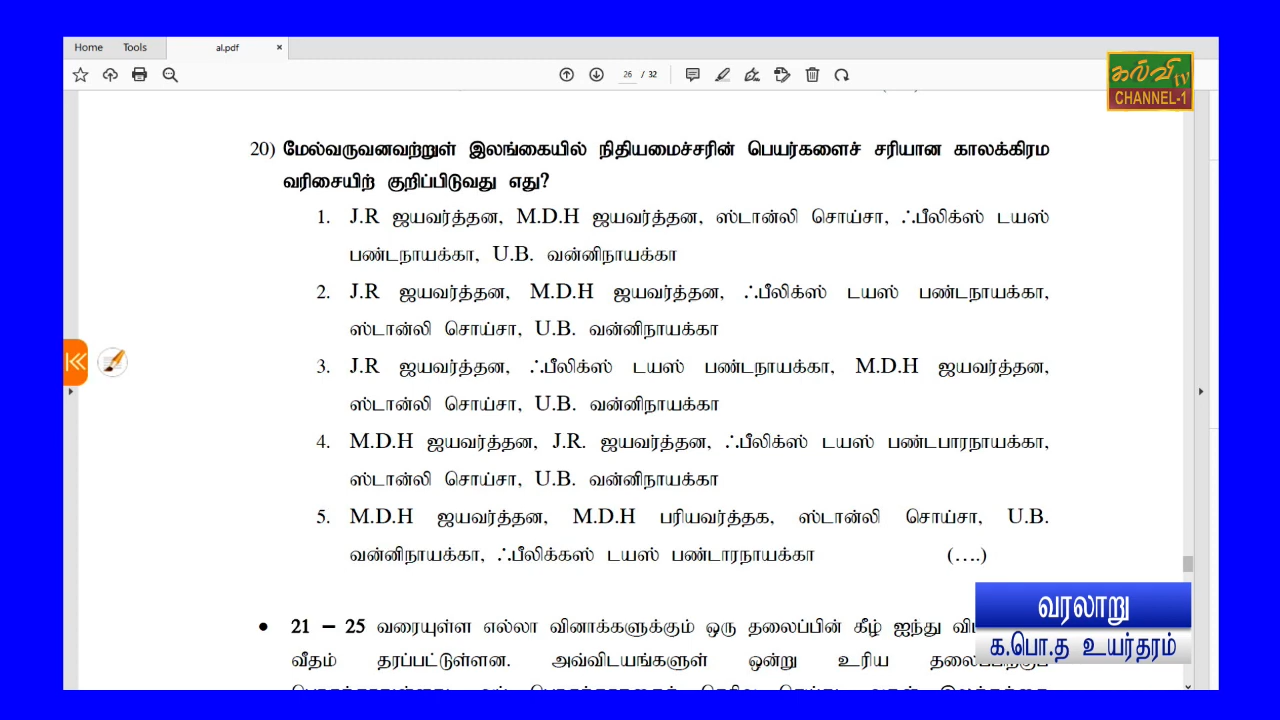 Home Tools al.pdf ×
26 / 32
கல்வி tv
CHANNEL-1
20) மேல்வருவனவற்றுள் இலங்கையில் நிதியமைச்சரின் பெயர்களைச் சரியான காலக்கிரம
வரிசையிற் குறிப்பிடுவது எது?
1. J.R ஜயவர்த்தன, M.D.H ஜயவர்த்தன, ஸ்டான்லி சொய்சா, ஃபீலிக்ஸ் டயஸ்
பண்டநாயக்கா, U.B. வன்னிநாயக்கா
2. J.R ஜயவர்த்தன, M.D.H ஜயவர்த்தன, ஃபீலிக்ஸ் டயஸ் பண்டநாயக்கா,
ஸ்டான்லி சொய்சா, U.B. வன்னிநாயக்கா
3. J.R ஜயவர்த்தன, ஃபீலிக்ஸ் டயஸ் பண்டநாயக்கா, M.D.H ஜயவர்த்தன,
ஸ்டான்லி சொய்சா, U.B. வன்னிநாயக்கா
4. M.D.H ஜயவர்த்தன, J.R. ஜயவர்த்தன, ஃபீலிக்ஸ் டயஸ் பண்டபாரநாயக்கா,
ஸ்டான்லி சொய்சா, U.B. வன்னிநாயக்கா
5. M.D.H ஜயவர்த்தன, M.D.H பரியவர்த்தக, ஸ்டான்லி சொய்சா, U.B.
வன்னிநாயக்கா, ஃபீலிக்கஸ் டயஸ் பண்டாரநாயக்கா (....)
• 21 – 25 வரையுள்ள எல்லா வினாக்களுக்கும் ஒரு தலைப்பின் கீழ் ஐந்து
வீதம் தரப்பட்டுள்ளன. அவ்விடயங்களுள் ஒன்று உரிய
வரலாறு
க.பொ.த உயர்தரம்